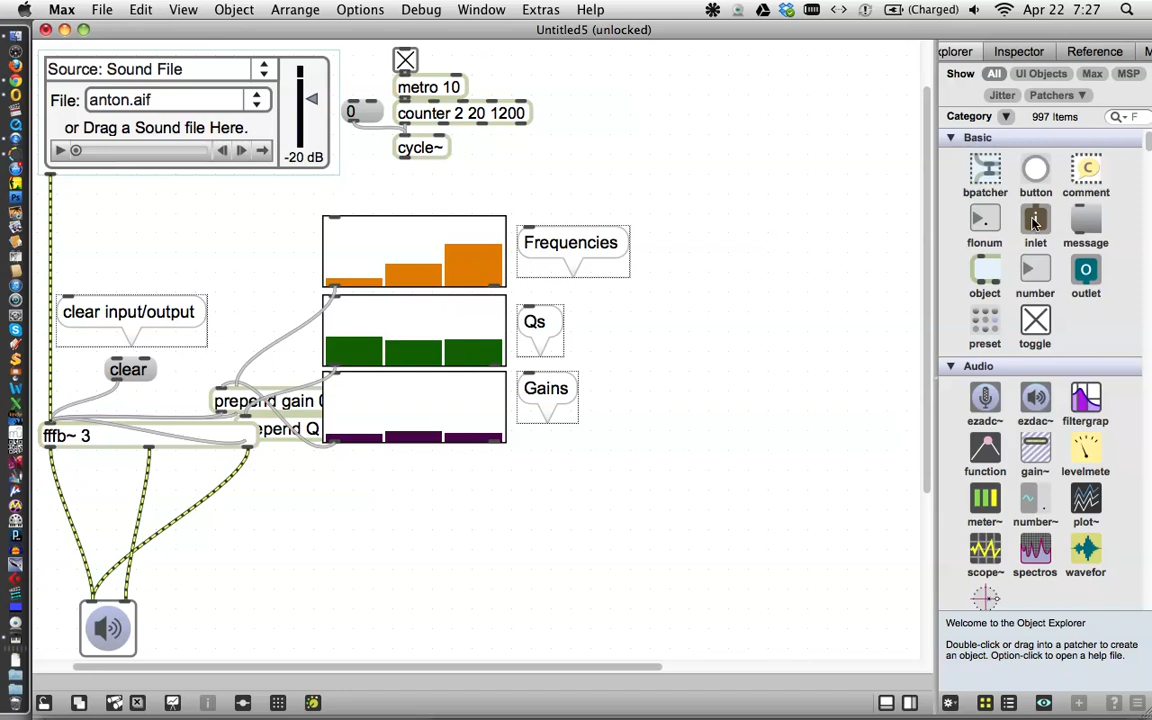 Max File Edit View Object Arrange Options Debug Window Extras Help
(Charged) Apr 22 7:27
Untitled5 (unlocked)
Source: Sound File
File: anton.aif
or Drag a Sound file Here.
-20 dB
metro 10
0
counter 2 20 1200
cycle~
Frequencies
clear input/output
Qs
clear
Gains
prepend gain
epend Q
fffb~ 3
xplorer Inspector Reference M
Show All UI Objects Max MSP
Jitter Patchers
Category 997 Items F
Basic
bpatcher button comment
flonum inlet message
object number outlet
preset toggle
Audio
ezadc~ ezdac~ filtergrap
function gain~ levelmete
meter~ number~ plot~
scope~ spectros wavefor
Welcome to the Object Explorer
Double-click or drag into a patcher to create
an object. Option-click to open a help file.